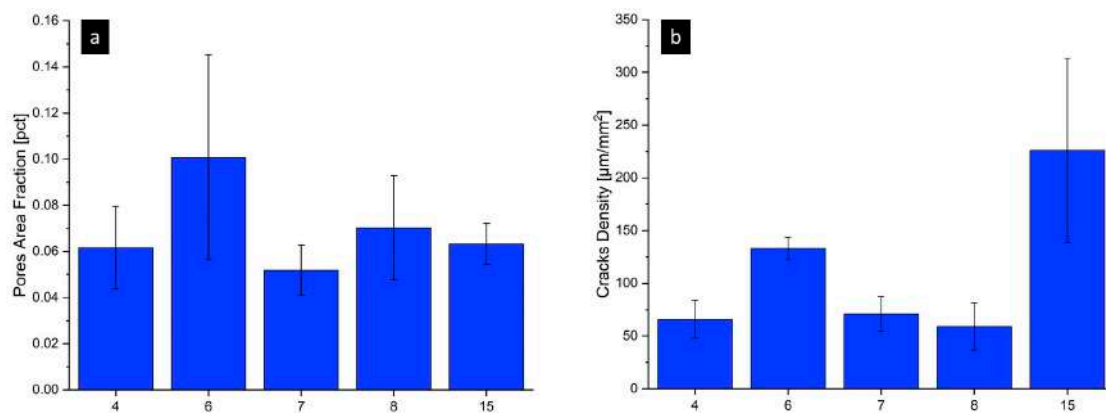 a
Pores Area Fraction [pct]
0.16
0.14
0.12
0.10
0.08
0.06
0.04
0.02
0.00
4 6 7 8 15
b
Cracks Density [µm/mm²]
350
300
250
200
150
100
50
0
4 6 7 8 15